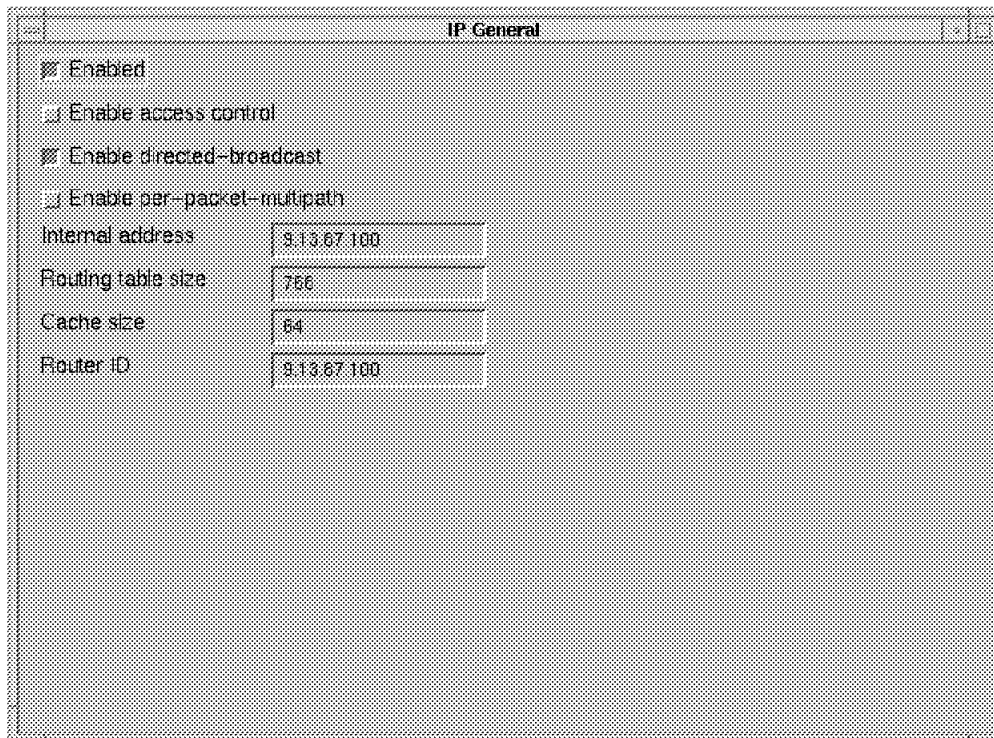 IP General
Enabled
Enable access control
Enable directed-broadcast
Enable per-packet-multipath
Internal address 9.13.67.100
Routing table size 768
Cache size 64
Router ID 9.13.67.100